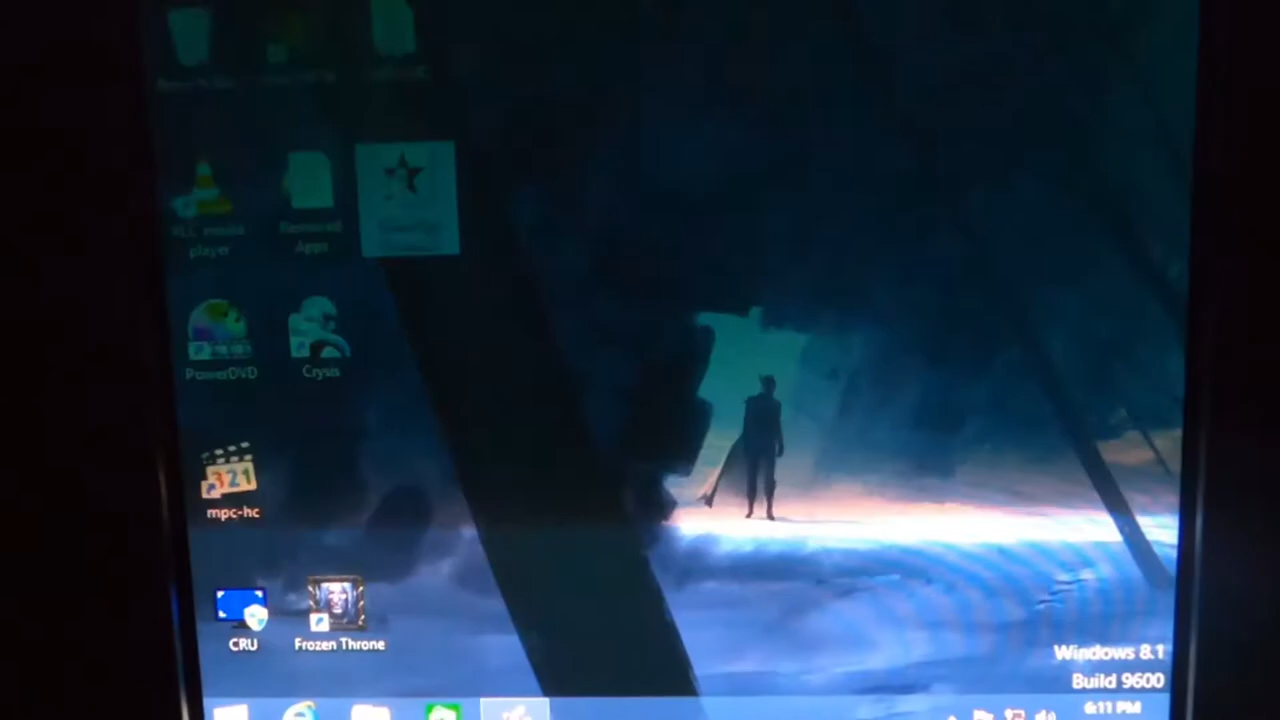 VLC media
player
Removed
Apps
PowerDVD
Crysis
321
mpc-hc
CRU
Frozen Throne
Windows 8.1
Build 9600
6:11 PM